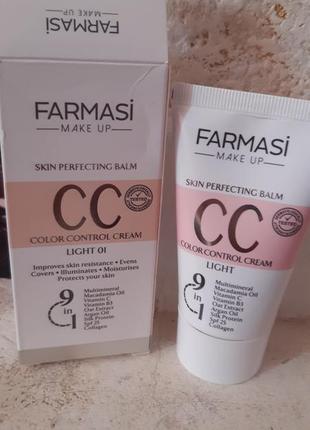 FARMASi
MAKE UP
FARMASİ
MAKE UP
SKIN PERFECTING BALM
CC
TESTED
COLOR CONTROL CREAM
LIGHT 01
Improves skin resistance • Evens
Covers • Illuminates • Moisturises
Protects your skin
9 in 1
Multimineral
Macadamia Oil
Vitamin C
Vitamin B3
Oat Extract
Argan Oil
Silk Protein
Spf 25
Collagen
FARMASİ
MAKE UP
SKIN PERFECTING BALM
CC
TESTED
COLOR CONTROL CREAM
LIGHT
9 in 1
Multimineral
Macadamia Oil
Vitamin C
Vitamin B3
Oat Extract
Argan Oil
Silk Protein
Spf 25
Collagen